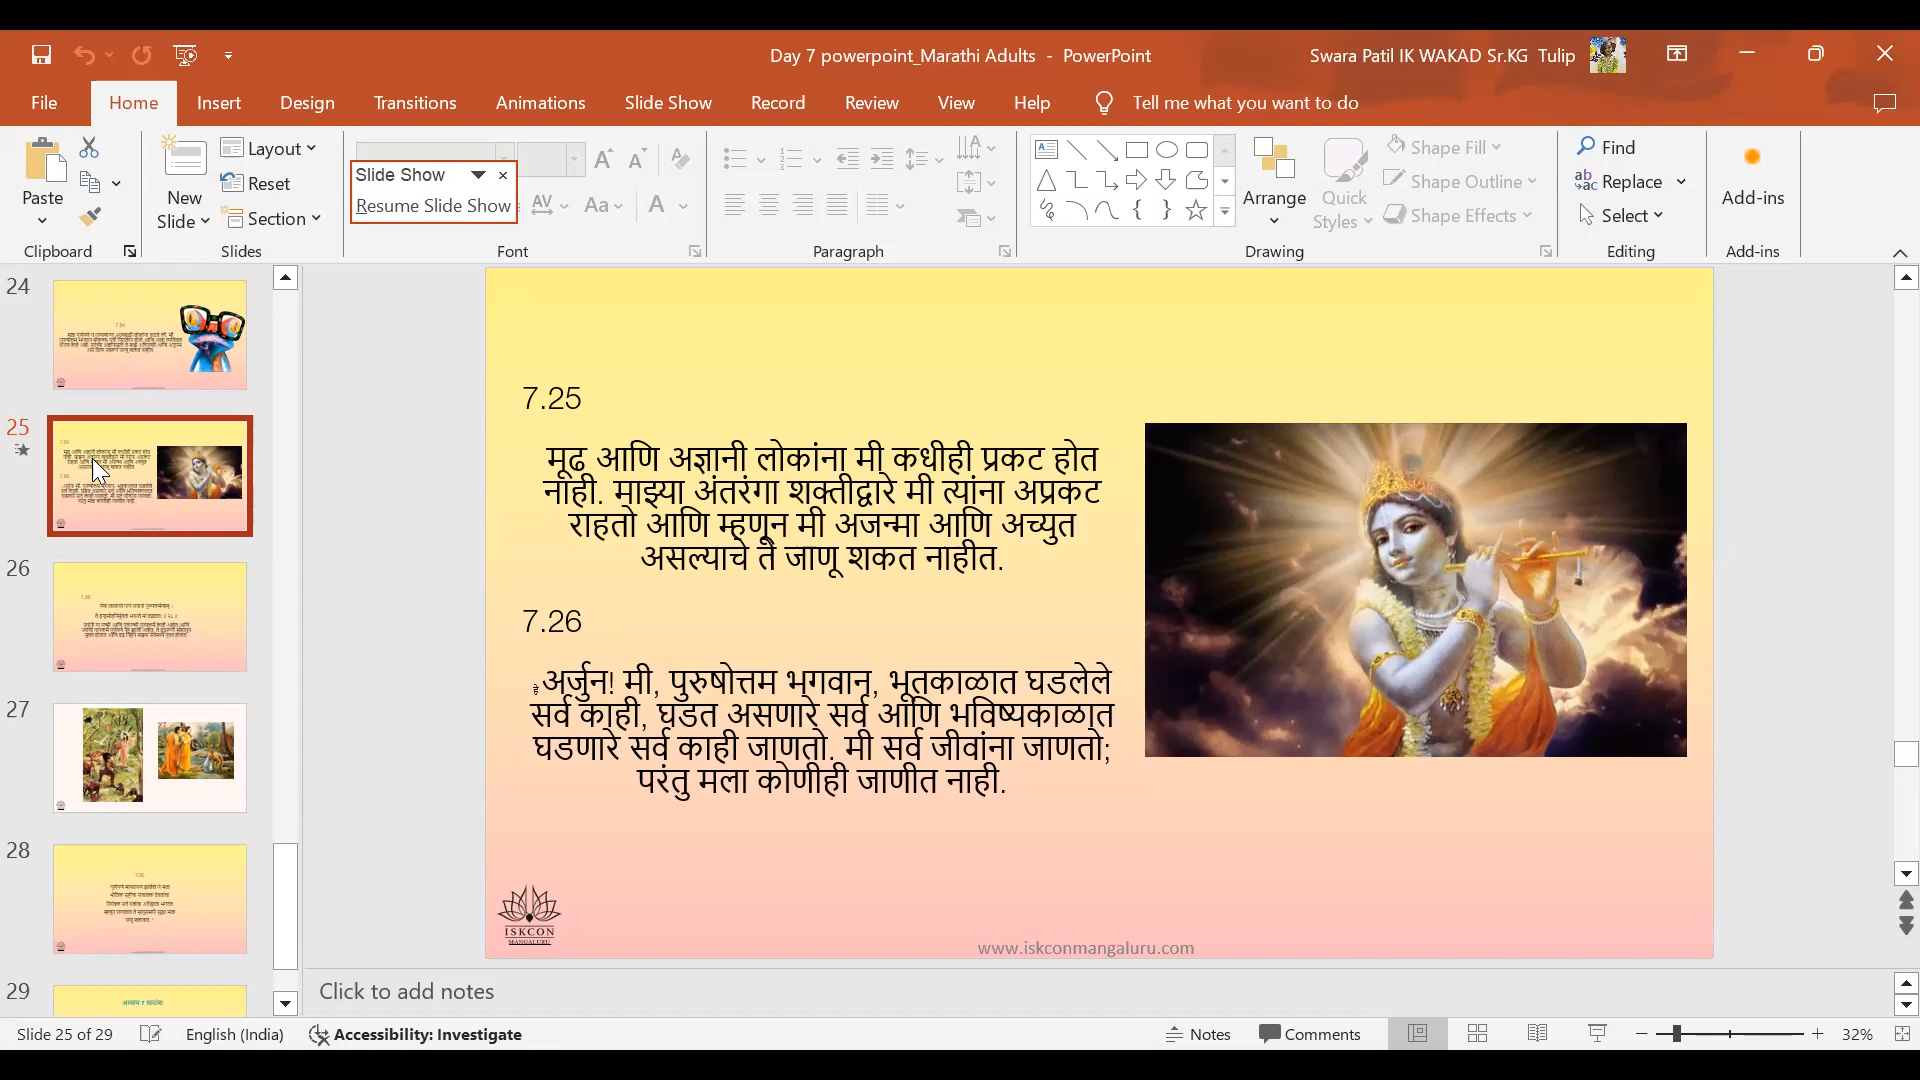 Day 7 powerpoint_Marathi Adults - PowerPoint
Swara Patil IK WAKAD Sr.KG Tulip
File Home Insert Design Transitions Animations Slide Show Record Review View Help Tell me what you want to do
Paste
Clipboard
New
Slide
Layout
Reset
Section
Slides
Slide Show
Resume Slide Show
Font
Paragraph
Arrange
Quick
Styles
Shape Fill
Shape Outline
Shape Effects
Drawing
Find
Replace
Select
Editing
Add-ins
Add-ins
24
25
26
27
28
29
अध्याय 7 सारांश
7.25
मूढ आणि अज्ञानी लोकांना मी कधीही प्रकट होत
नाही. माझ्या अंतरंगा शक्तीद्वारे मी त्यांना अप्रकट
राहतो आणि म्हणून मी अजन्मा आणि अच्युत
असल्याचे ते जाणू शकत नाहीत.
7.26
हे अर्जुन! मी, पुरुषोत्तम भगवान, भूतकाळात घडलेले
सर्व काही, घडत असणारे सर्व आणि भविष्यकाळात
घडणारे सर्व काही जाणतो. मी सर्व जीवांना जाणतो;
परंतु मला कोणीही जाणीत नाही.
ISKCON
MANGALURU
www.iskconmangaluru.com
Click to add notes
Slide 25 of 29 English (India) Accessibility: Investigate Notes Comments 32%